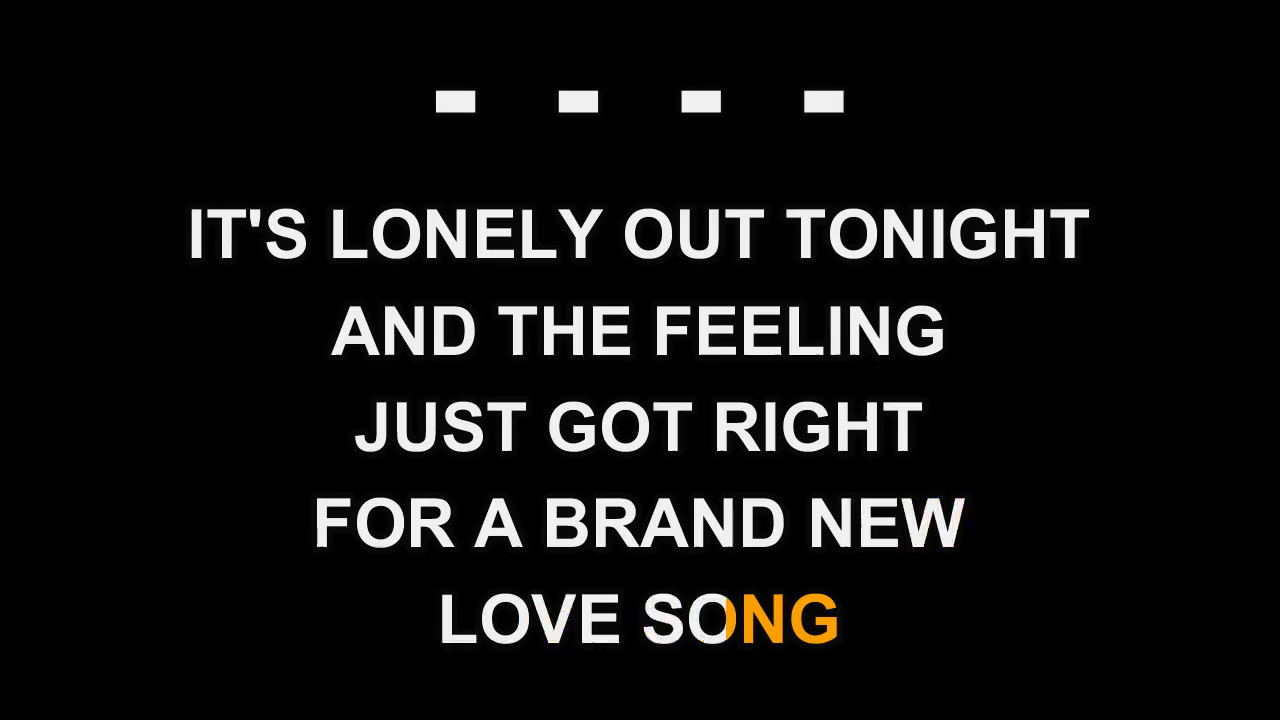 - - - -
IT'S LONELY OUT TONIGHT
AND THE FEELING
JUST GOT RIGHT
FOR A BRAND NEW
LOVE SONG